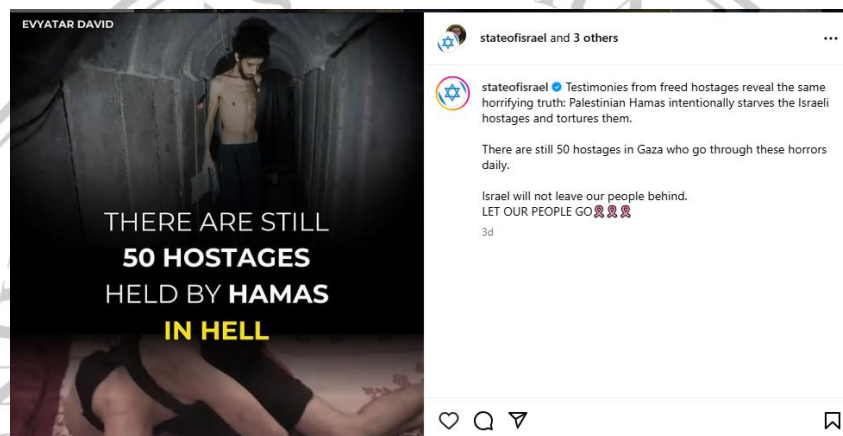 EVYATAR DAVID
THERE ARE STILL
50 HOSTAGES
HELD BY HAMAS
IN HELL
stateofisrael and 3 others
stateofisrael Testimonies from freed hostages reveal the same
horrifying truth: Palestinian Hamas intentionally starves the Israeli
hostages and tortures them.
There are still 50 hostages in Gaza who go through these horrors
daily.
Israel will not leave our people behind.
LET OUR PEOPLE GO🎗🎗🎗
3d